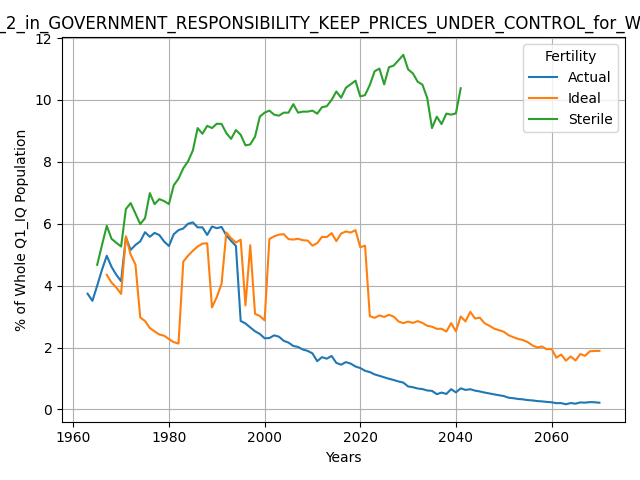 _2_in_GOVERNMENT_RESPONSIBILITY_KEEP_PRICES_UNDER_CONTROL_for_W
12
10
8
6
4
2
0
% of Whole Q1_IQ Population
Fertility
Actual
Ideal
Sterile
1960
1980
2000
2020
2040
2060
Years